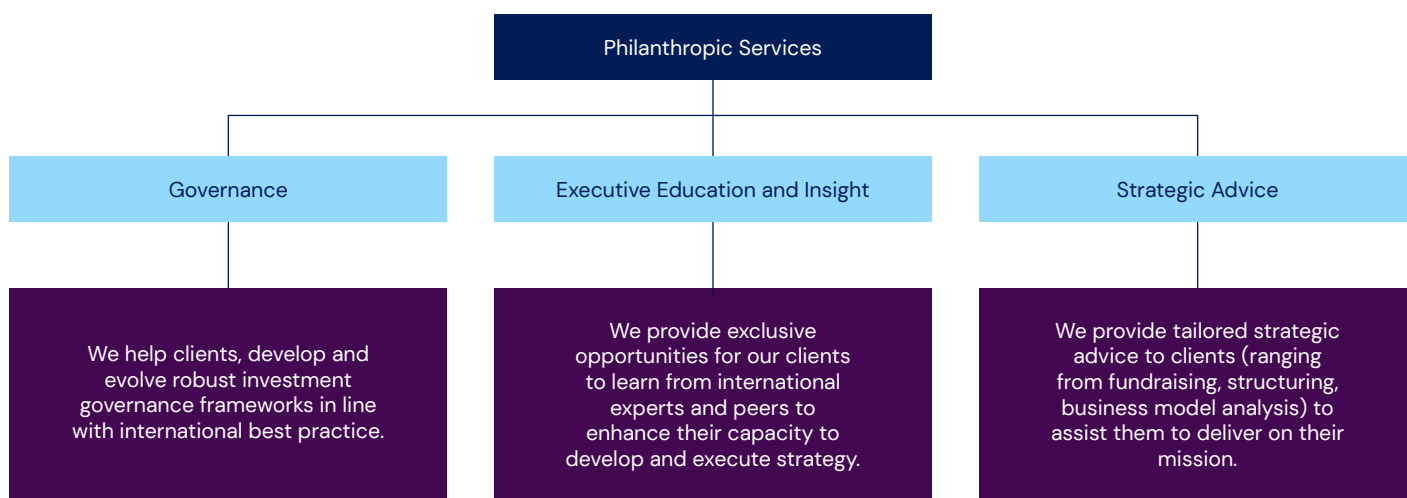 Philanthropic Services
Governance
Executive Education and Insight
Strategic Advice
We help clients, develop and
evolve robust investment
governance frameworks in line
with international best practice.
We provide exclusive
opportunities for our clients
to learn from international
experts and peers to
enhance their capacity to
develop and execute strategy.
We provide tailored strategic
advice to clients (ranging
from fundraising, structuring,
business model analysis) to
assist them to deliver on their
mission.